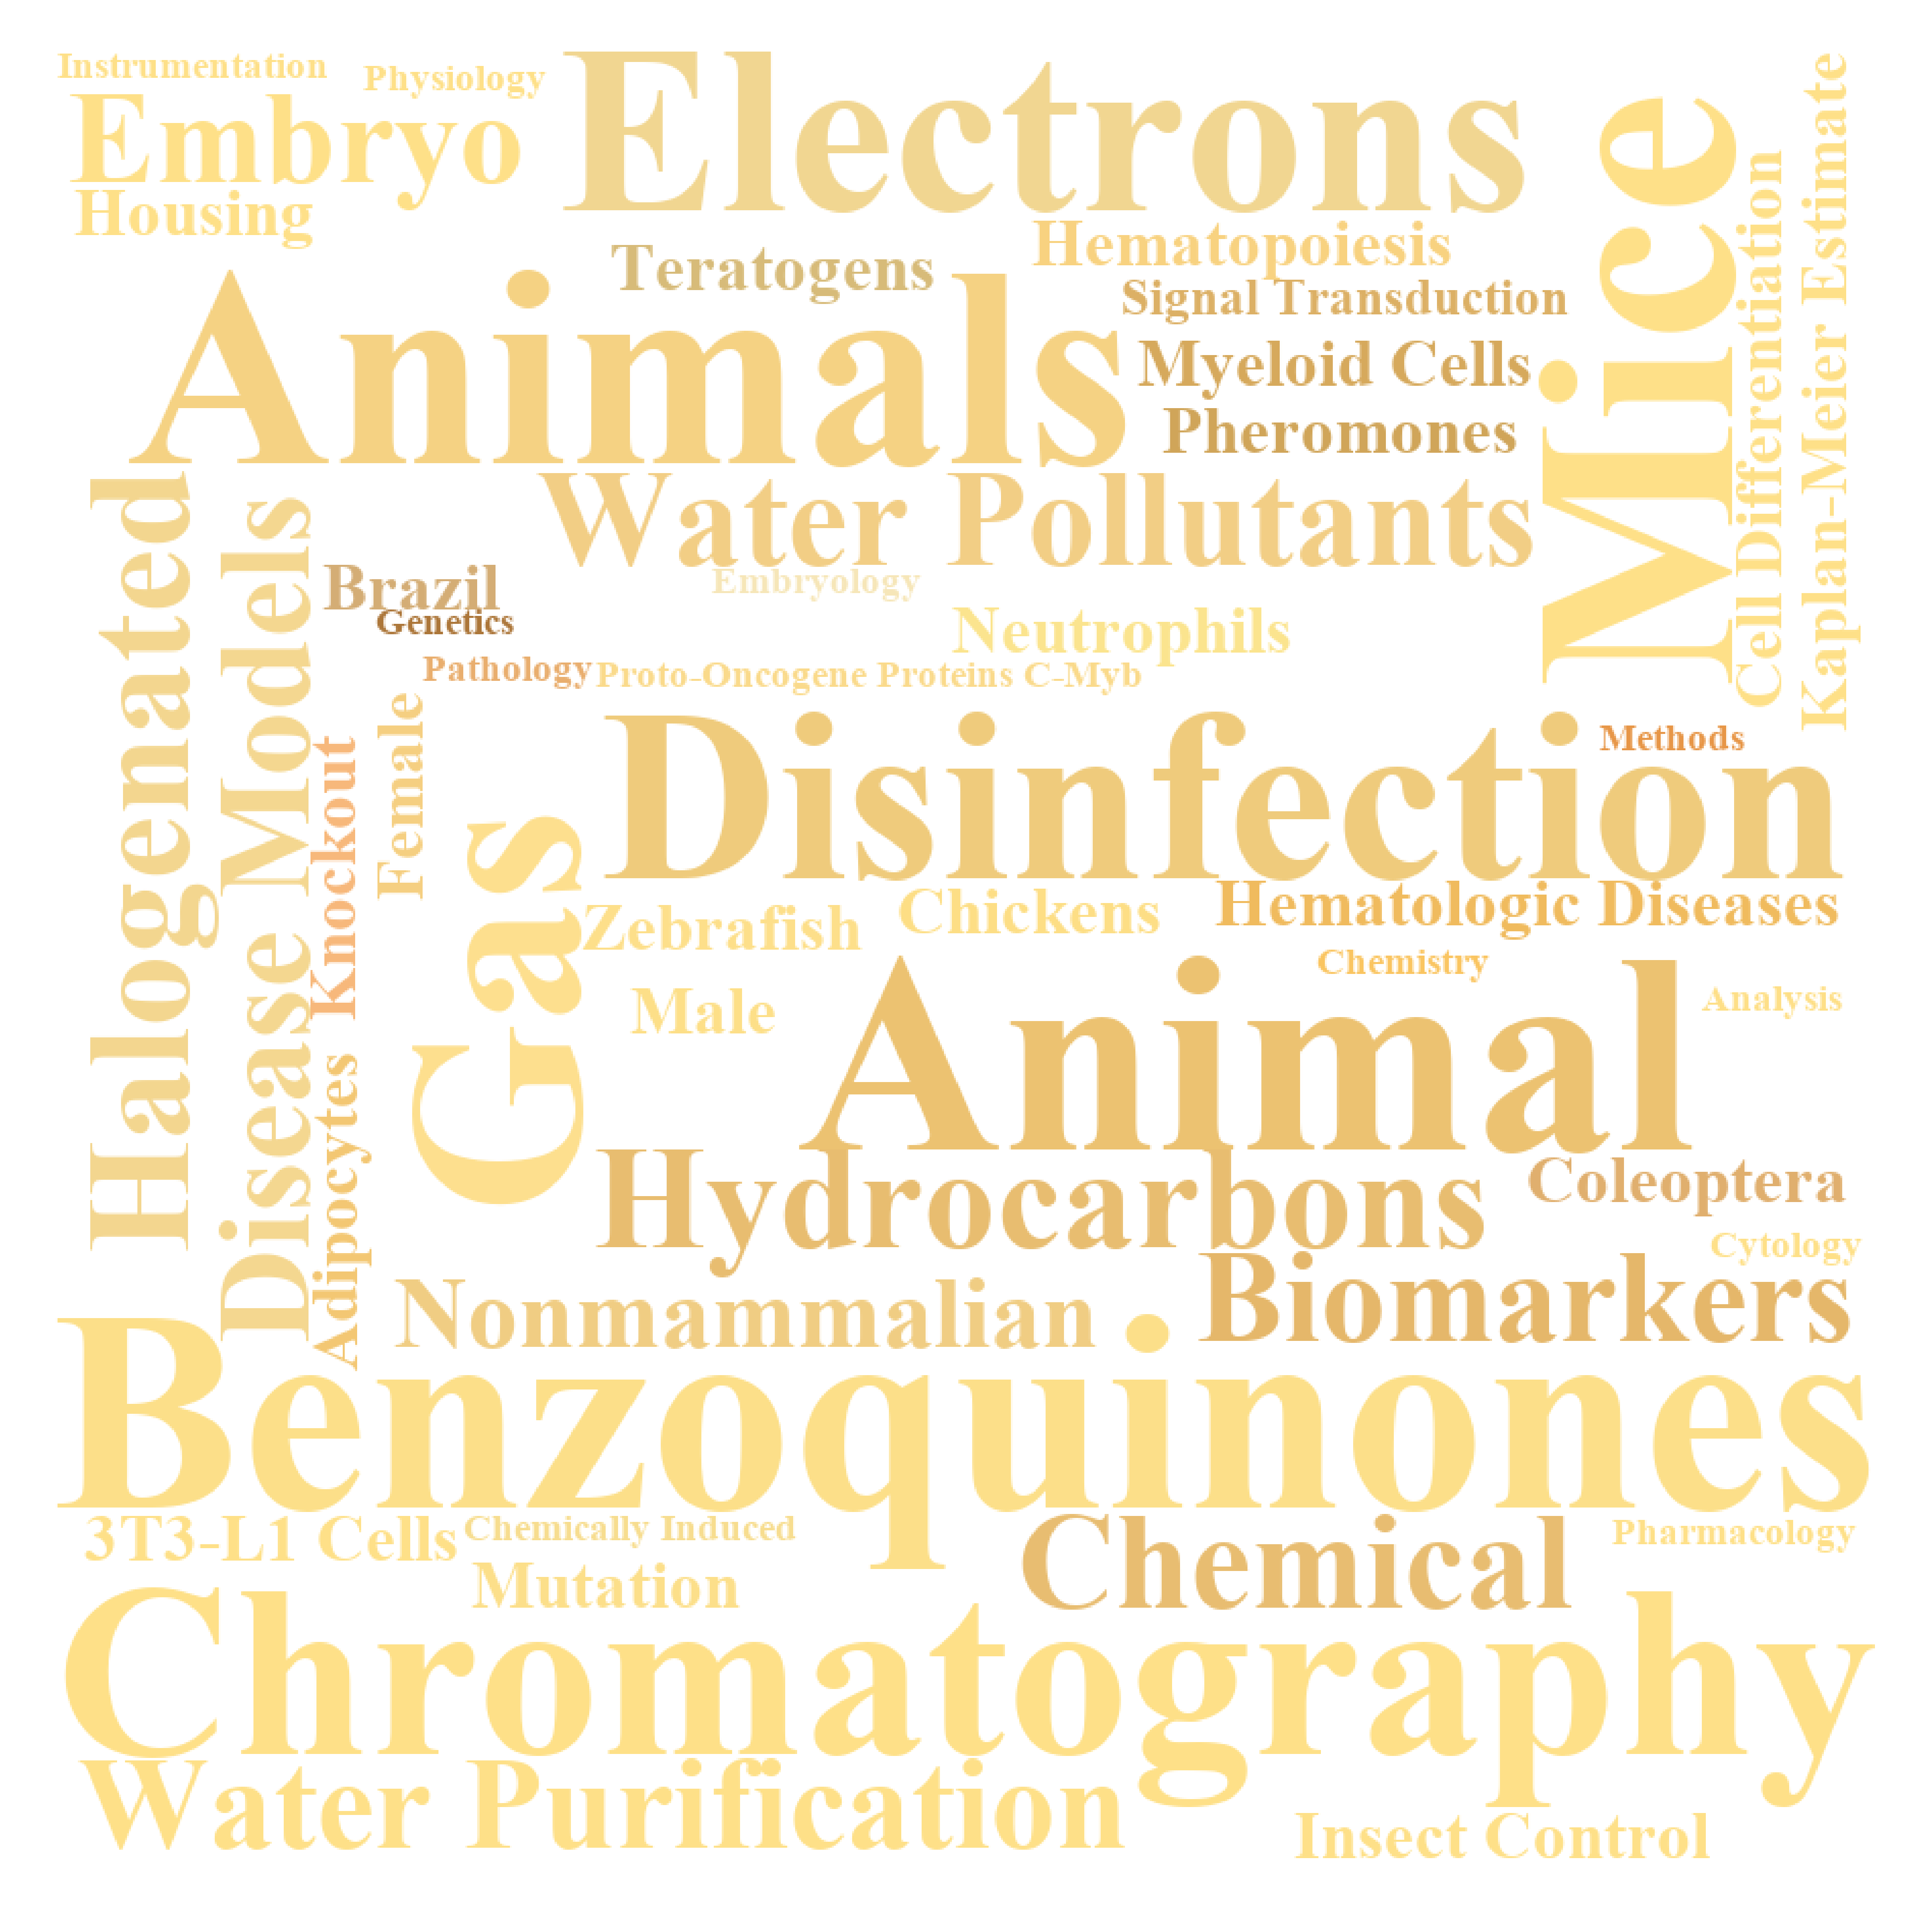 Instrumentation
Physiology
Electrons
Embryo
Housing
Mice
Cell Differentiation
Kaplan-Meier Estimate
Teratogens
Hematopoiesis
Signal Transduction
Animals
Myeloid Cells
Pheromones
Water Pollutants
Halogenated
Disease Models
Brazil
Genetics
Embryology
Neutrophils
Pathology
Proto-Oncogene Proteins C-Myb
Female
Knockout
Disinfection
Methods
Gas
Zebrafish
Chickens
Hematologic Diseases
Chemistry
Analysis
Male
Animal
Adipocytes
Hydrocarbons
Coleoptera
Cytology
Biomarkers
Nonmammalian
Benzoquinones
3T3-L1 Cells
Chemically Induced
Chemical
Pharmacology
Mutation
Chromatography
Water Purification
Insect Control